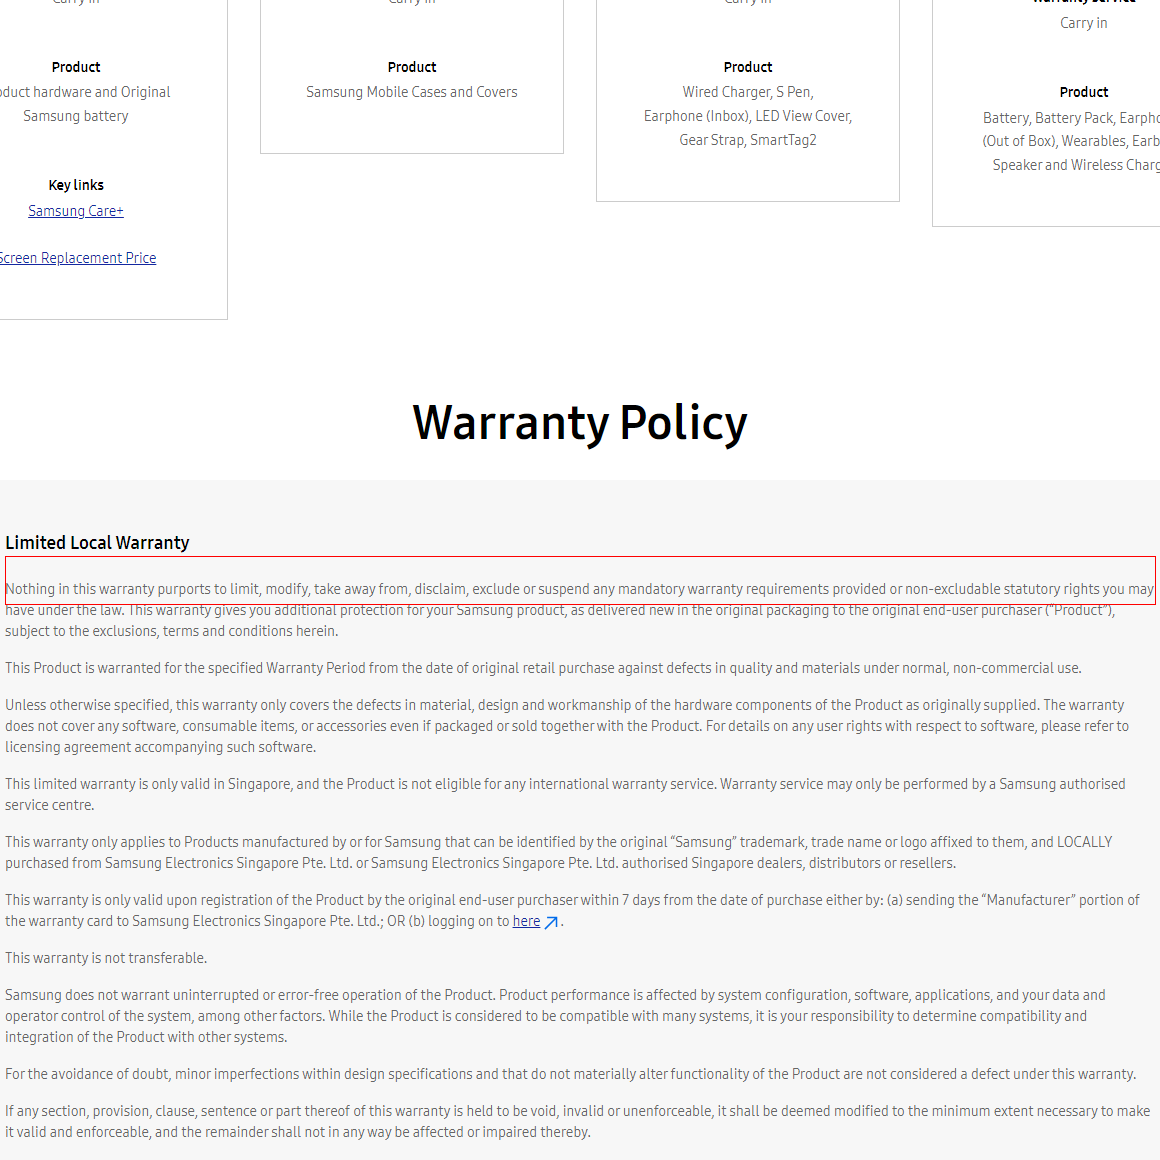 Product
Original
Samsung battery
Key links
Samsung Care+
Screen Replacement Price
Product
Samsung Mobile Cases and Covers
Product
Wired Charger, S Pen,
Earphone (Inbox), LED View Cover,
Gear Strap, SmartTag2
Carry in
Product
Battery, Battery Pack,
(Out of Box), Wearables,
Speaker and Wireless
Warranty Policy
Limited Local Warranty
Nothing in this warranty purports to limit, modify, take away from, disclaim, exclude or suspend any mandatory warranty requirements provided or non-excludable statutory rights you may
have under the law. This warranty gives you additional protection for your Samsung product, as delivered new in the original packaging to the original end-user purchaser (“Product”),
subject to the exclusions, terms and conditions herein.
This Product is warranted for the specified Warranty Period from the date of original retail purchase against defects in quality and materials under normal, non-commercial use.
Unless otherwise specified, this warranty only covers the defects in material, design and workmanship of the hardware components of the Product as originally supplied. The warranty
does not cover any software, consumable items, or accessories even if packaged or sold together with the Product. For details on any user rights with respect to software, please refer to
licensing agreement accompanying such software.
This limited warranty is only valid in Singapore, and the Product is not eligible for any international warranty service. Warranty service may only be performed by a Samsung authorised
service centre.
This warranty only applies to Products manufactured by or for Samsung that can be identified by the original “Samsung” trademark, trade name or logo affixed to them, and LOCALLY
purchased from Samsung Electronics Singapore Pte. Ltd. or Samsung Electronics Singapore Pte. Ltd. authorised Singapore dealers, distributors or resellers.
This warranty is only valid upon registration of the Product by the original end-user purchaser within 7 days from the date of purchase either by: (a) sending the “Manufacturer” portion of
the warranty card to Samsung Electronics Singapore Pte. Ltd.; OR (b) logging on to here .
This warranty is not transferable.
Samsung does not warrant uninterrupted or error-free operation of the Product. Product performance is affected by system configuration, software, applications, and your data and
operator control of the system, among other factors. While the Product is considered to be compatible with many systems, it is your responsibility to determine compatibility and
integration of the Product with other systems.
For the avoidance of doubt, minor imperfections within design specifications and that do not materially alter functionality of the Product are not considered a defect under this warranty.
If any section, provision, clause, sentence or part thereof of this warranty is held to be void, invalid or unenforceable, it shall be deemed modified to the minimum extent necessary to make
it valid and enforceable, and the remainder shall not in any way be affected or impaired thereby.